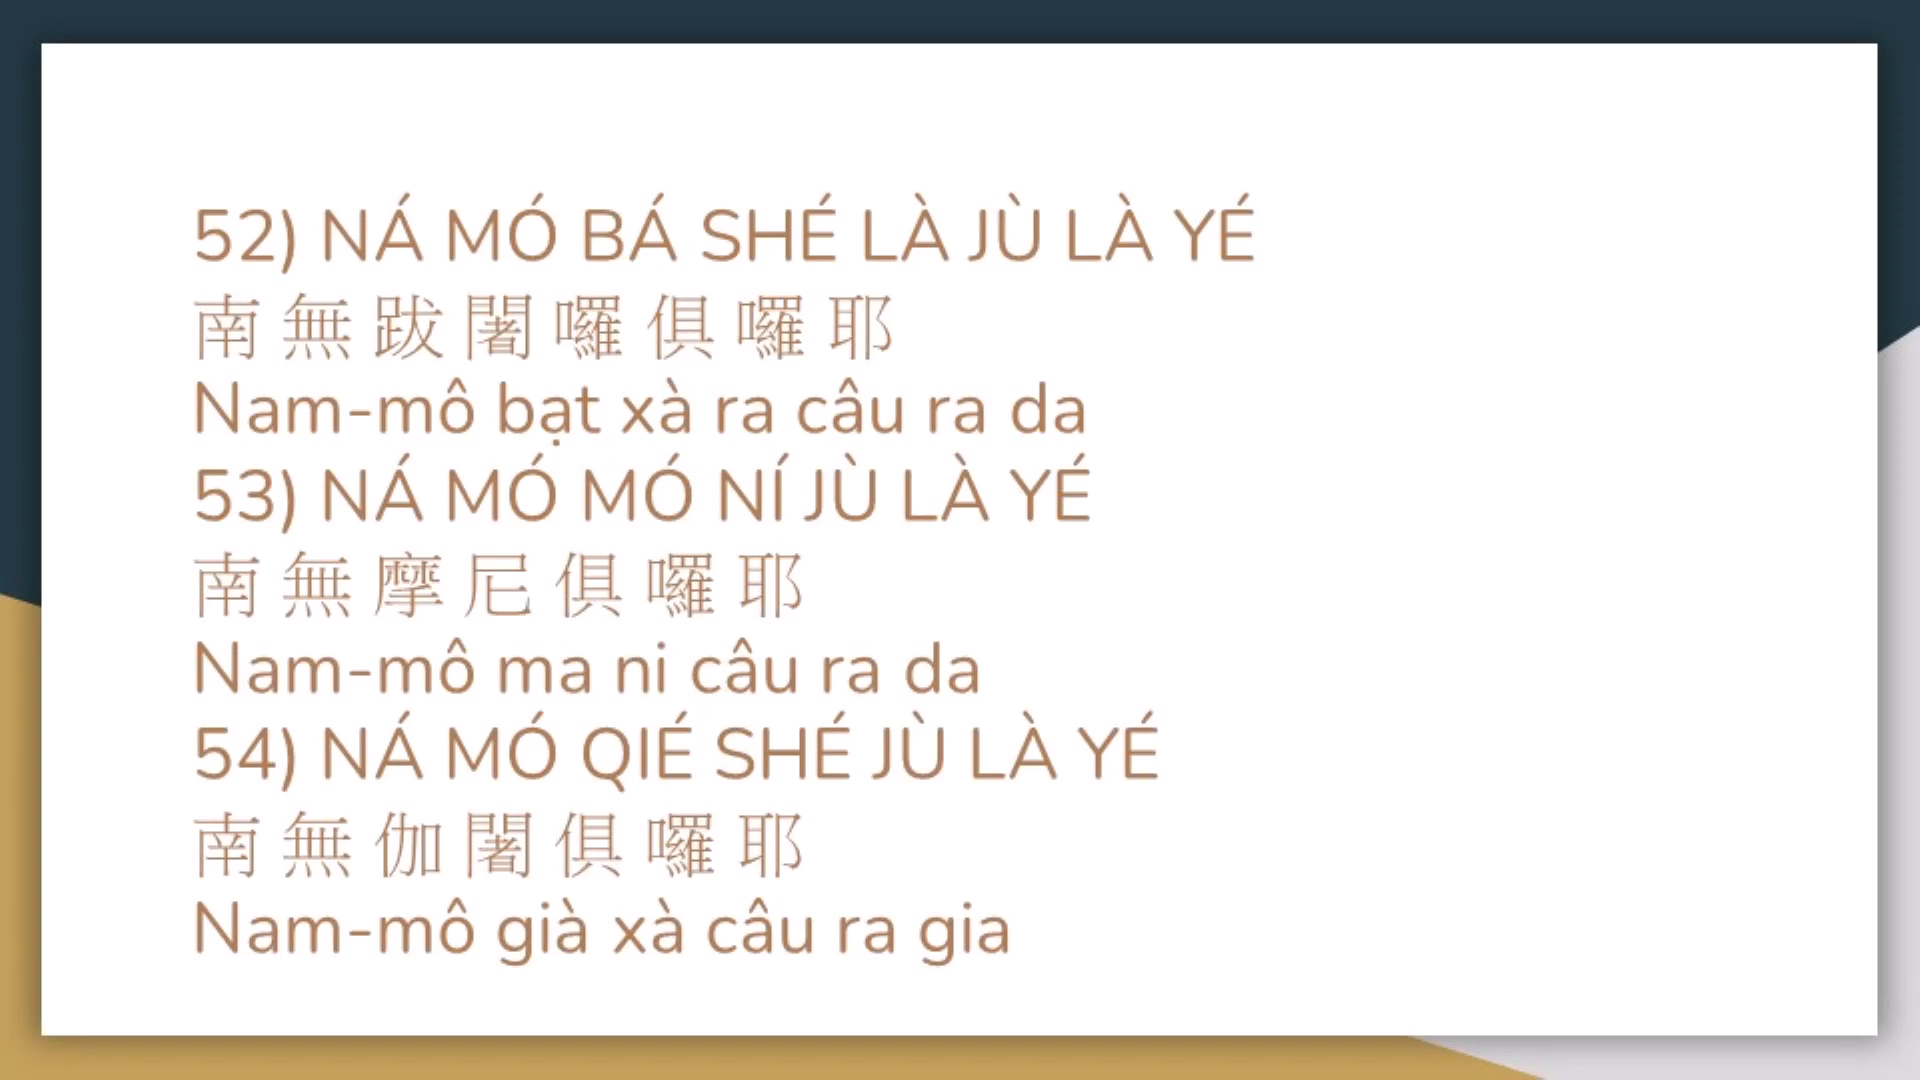 52) NÁ MÓ BÁ SHÉ LÀ JÙ LÀ YÉ
南 無 跋 闍 囉 俱 囉 耶
Nam-mô bạt xà ra câu ra da
53) NÁ MÓ MÓ NÍ JÙ LÀ YÉ
南 無 摩 尼 俱 囉 耶
Nam-mô ma ni câu ra da
54) NÁ MÓ QIÉ SHÉ JÙ LÀ YÉ
南 無 伽 闍 俱 囉 耶
Nam-mô già xà câu ra gia